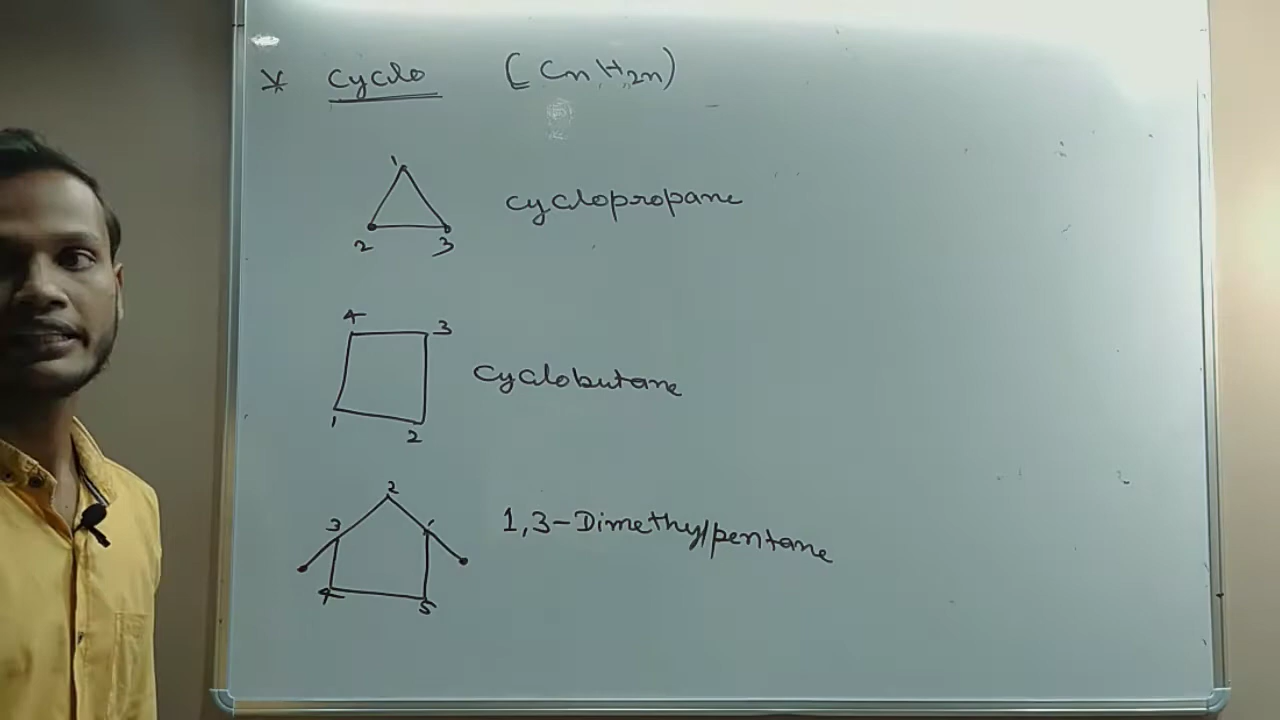 * Cyclo (CnH2n)
1
2 3
cyclopropane
4 3
1 2
cyclobutane
2
3 1
4 5
1,3-Dimethylpentane